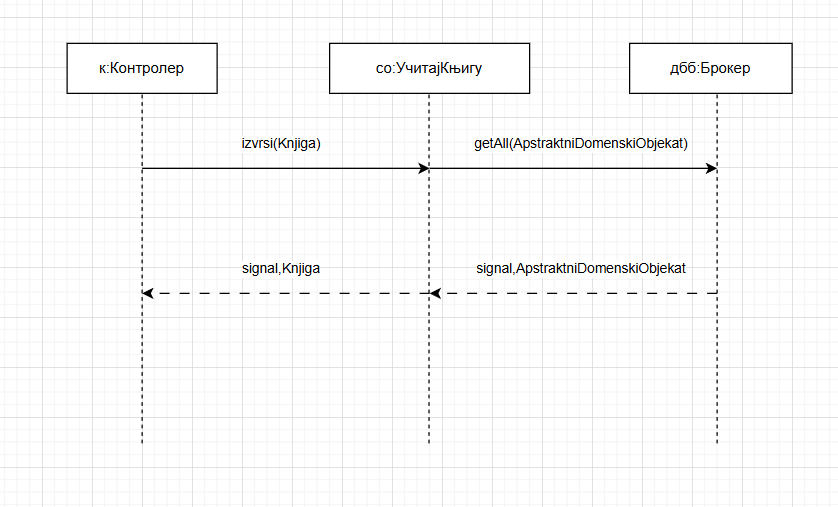 к:Контролер
со:УчитајКњигу
дбб:Брокер
izvrsi(Knjiga)
getAll(ApstraktniDomenskiObjekat)
signal,Knjiga
signal,ApstraktniDomenskiObjekat